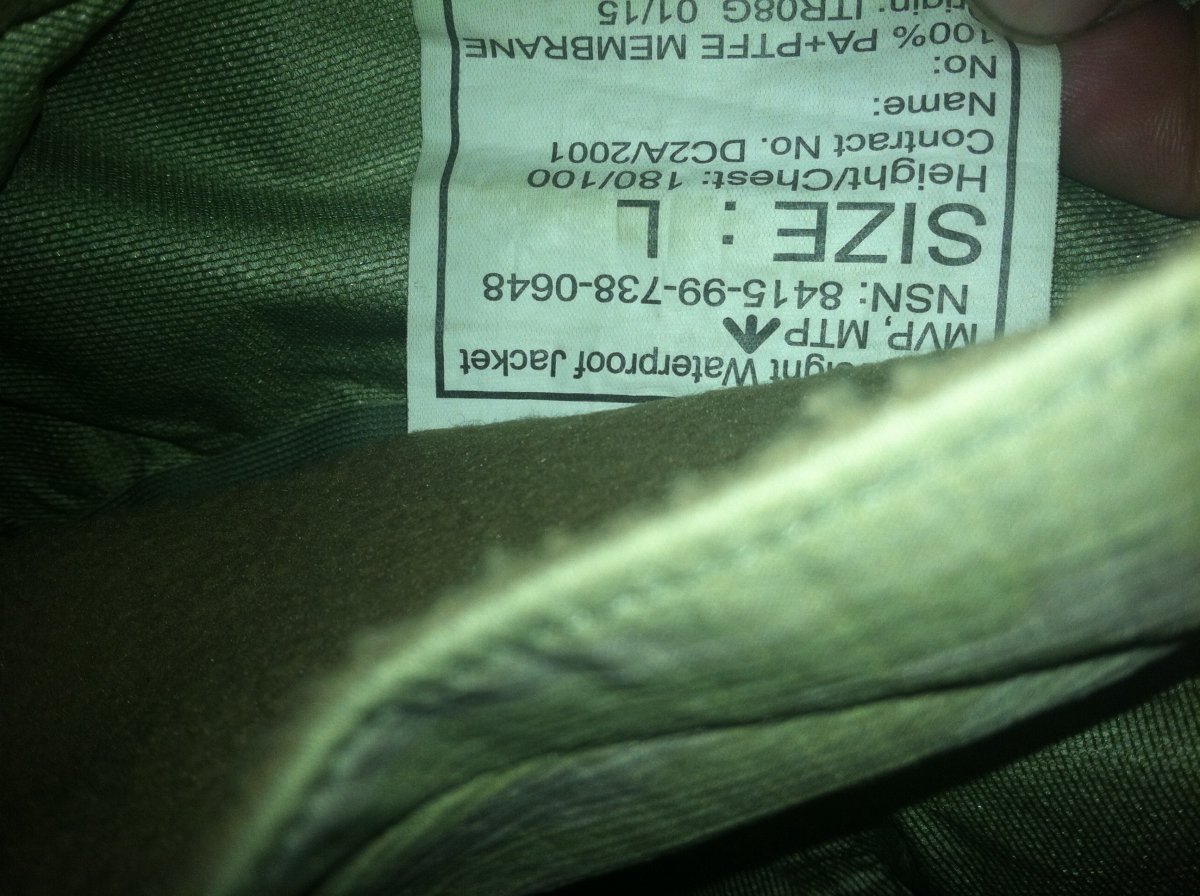 Waterproof Jacket
MVP, MTP
NSN: 8415-99-738-0648
SIZE : L
Height/Chest: 180/100
Contract No. DC2A/2001
Name:
No:
100% PA+PTFE MEMBRANE
Origin: ITR08G 01/15